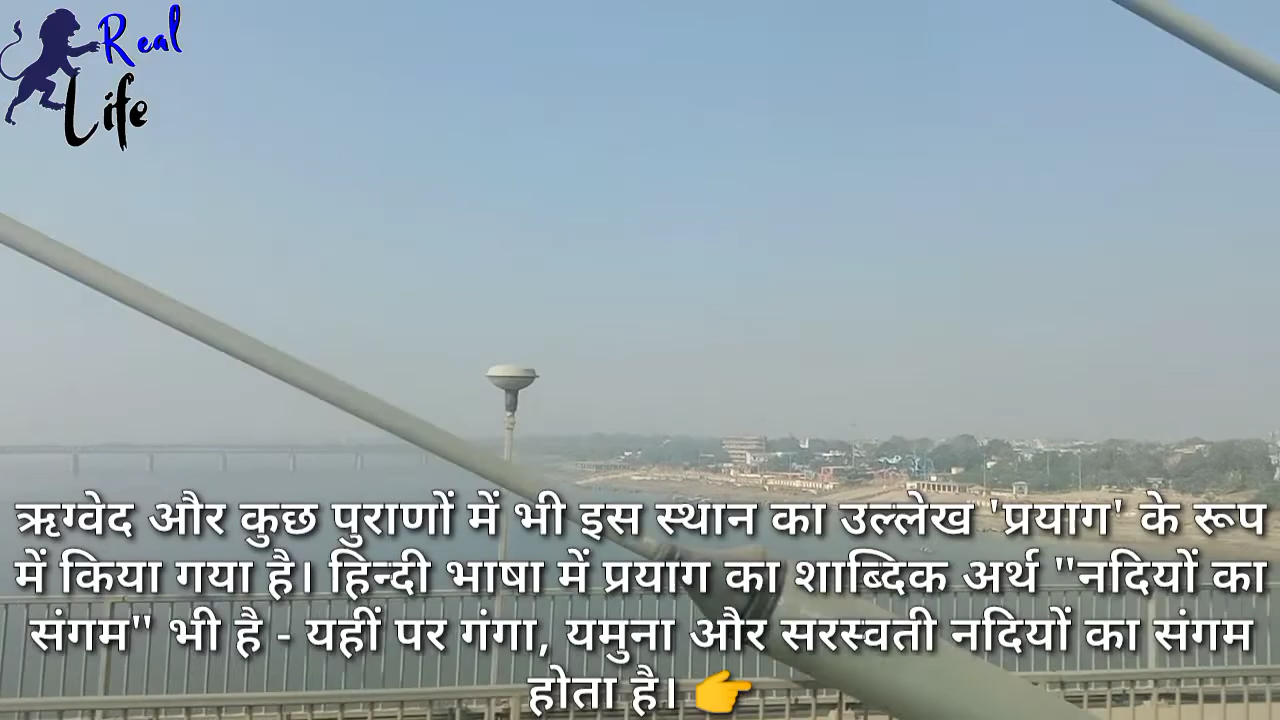 Real
Life
ऋग्वेद और कुछ पुराणों में भी इस स्थान का उल्लेख 'प्रयाग' के रूप
में किया गया है। हिन्दी भाषा में प्रयाग का शाब्दिक अर्थ "नदियों का
संगम" भी है - यहीं पर गंगा, यमुना और सरस्वती नदियों का संगम
होता है। 👉